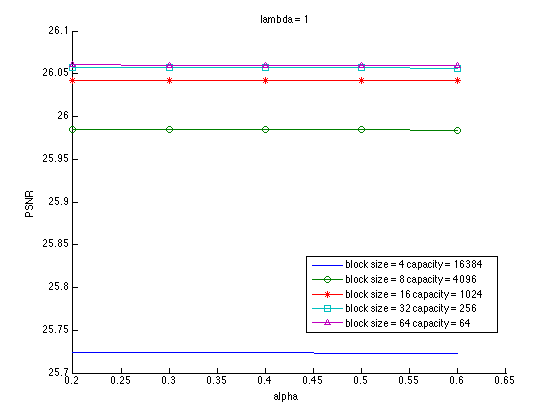 lambda = 1
26.1
26.05
26
25.95
25.9
25.85
25.8
25.75
25.7
PSNR
block size = 4 capacity = 16384
block size = 8 capacity = 4096
block size = 16 capacity = 1024
block size = 32 capacity = 256
block size = 64 capacity = 64
0.2 0.25 0.3 0.35 0.4 0.45 0.5 0.55 0.6 0.65
alpha